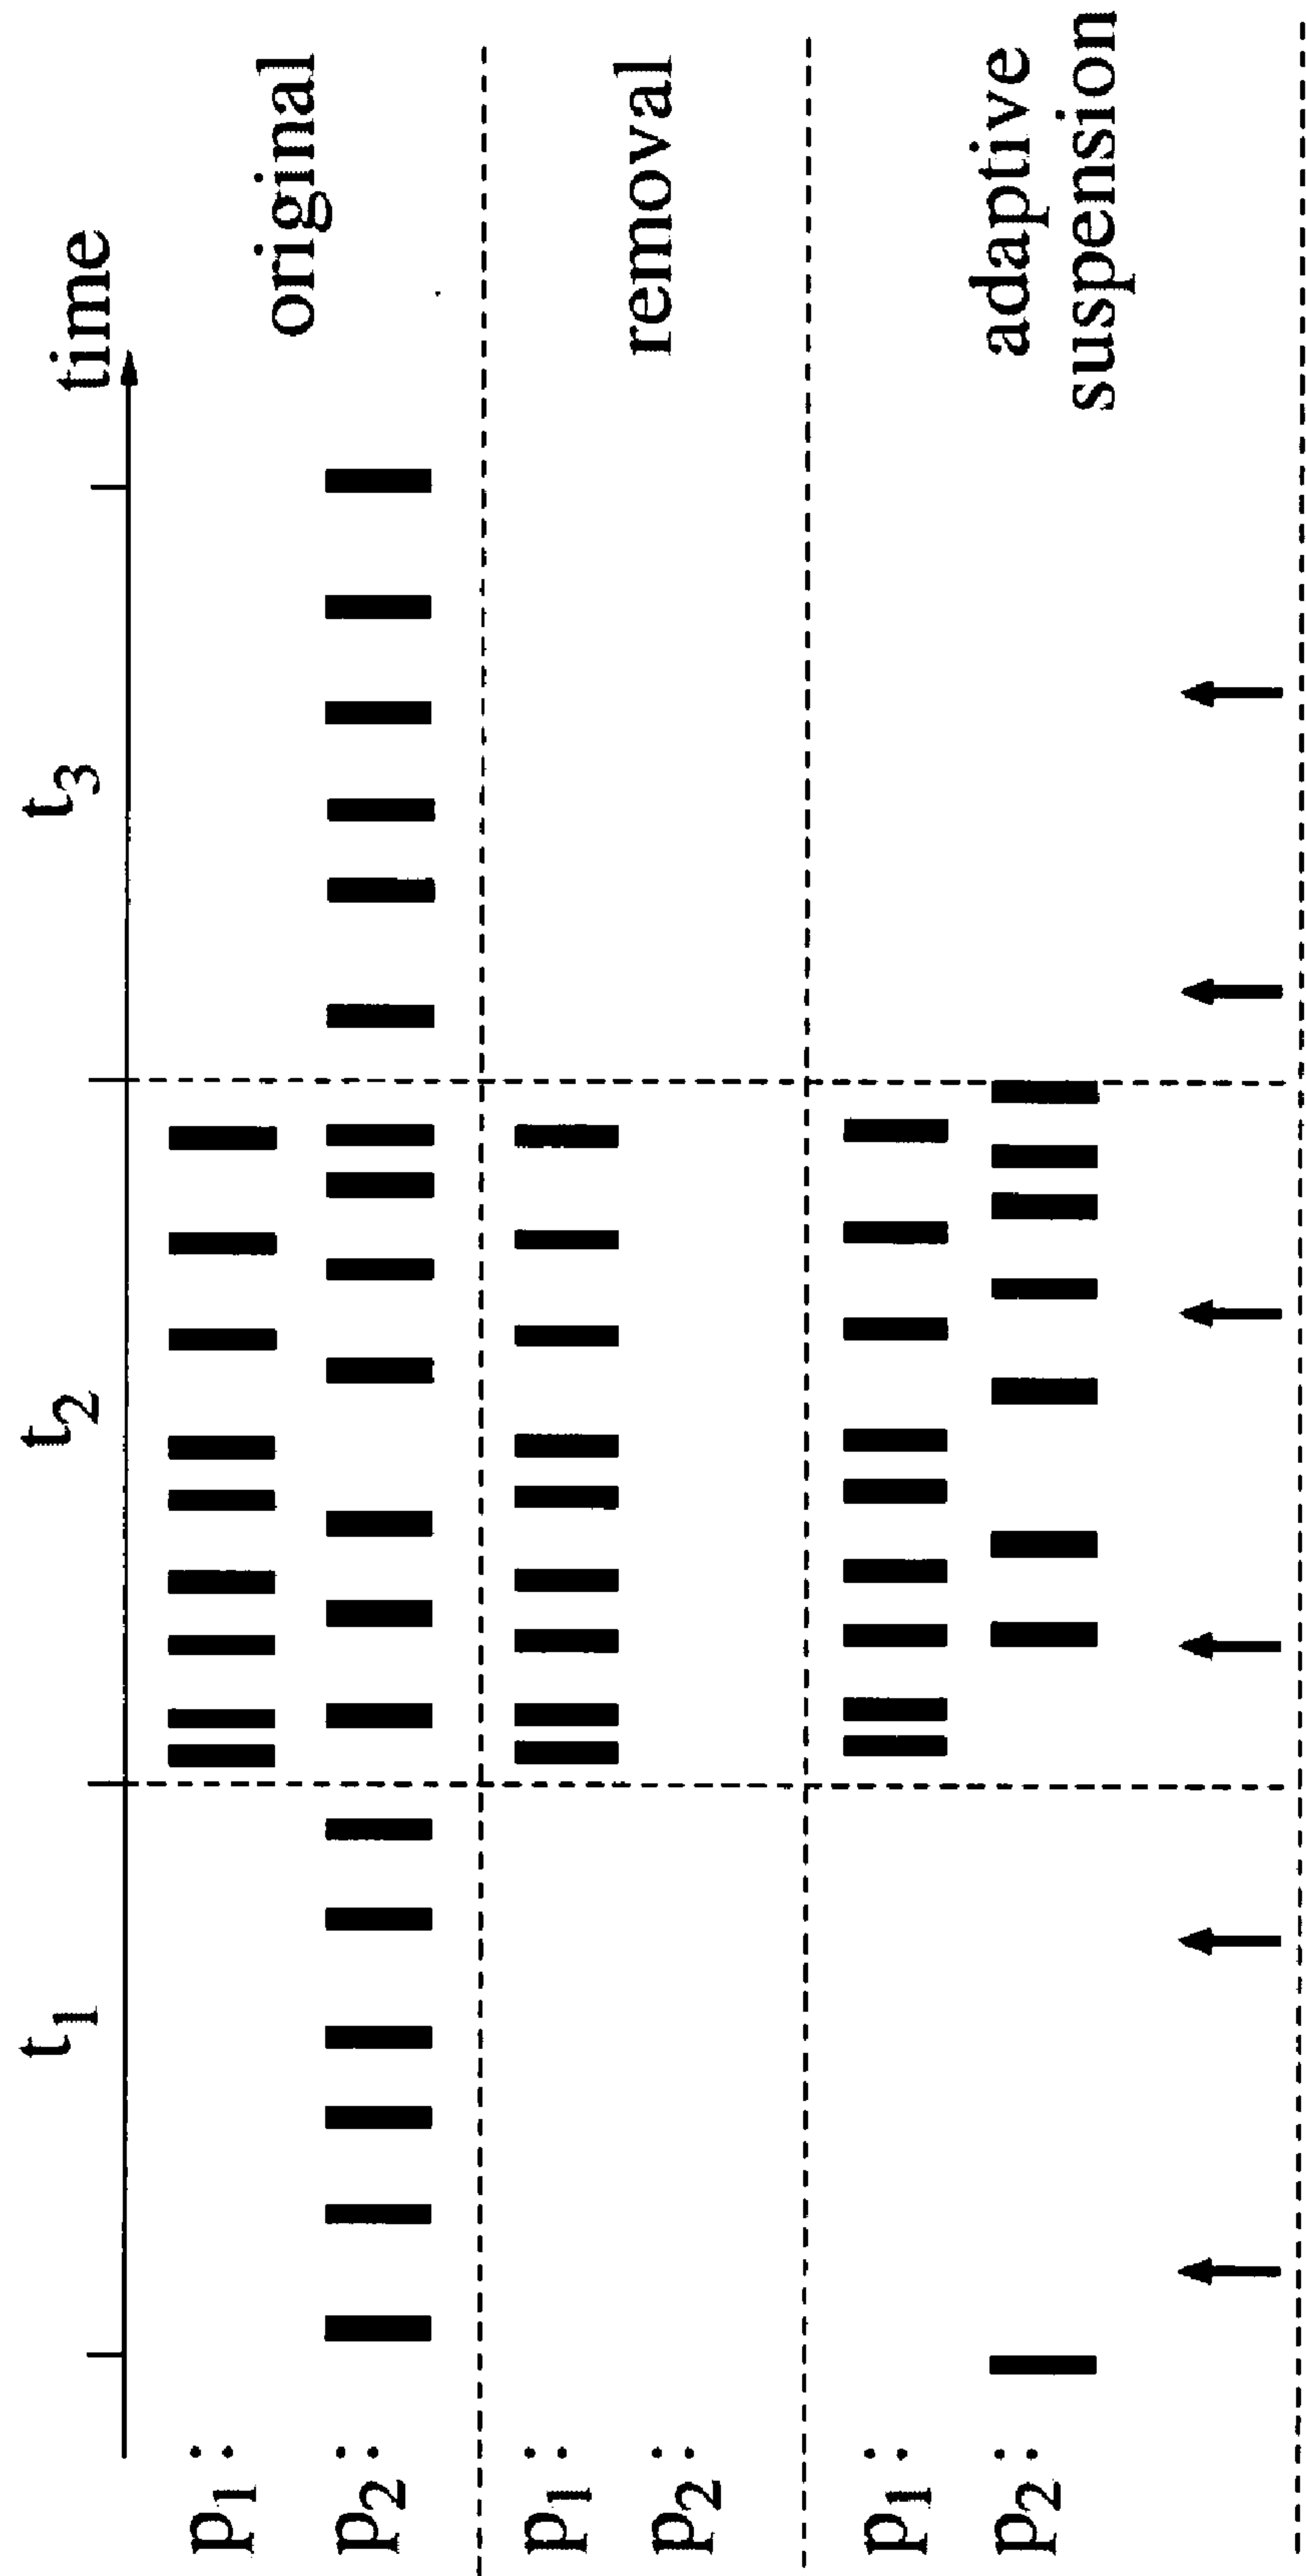 t₁ t₂ t₃ time
p₁:
p₂:
original
p₁:
p₂:
removal
p₁:
p₂:
adaptive
suspension